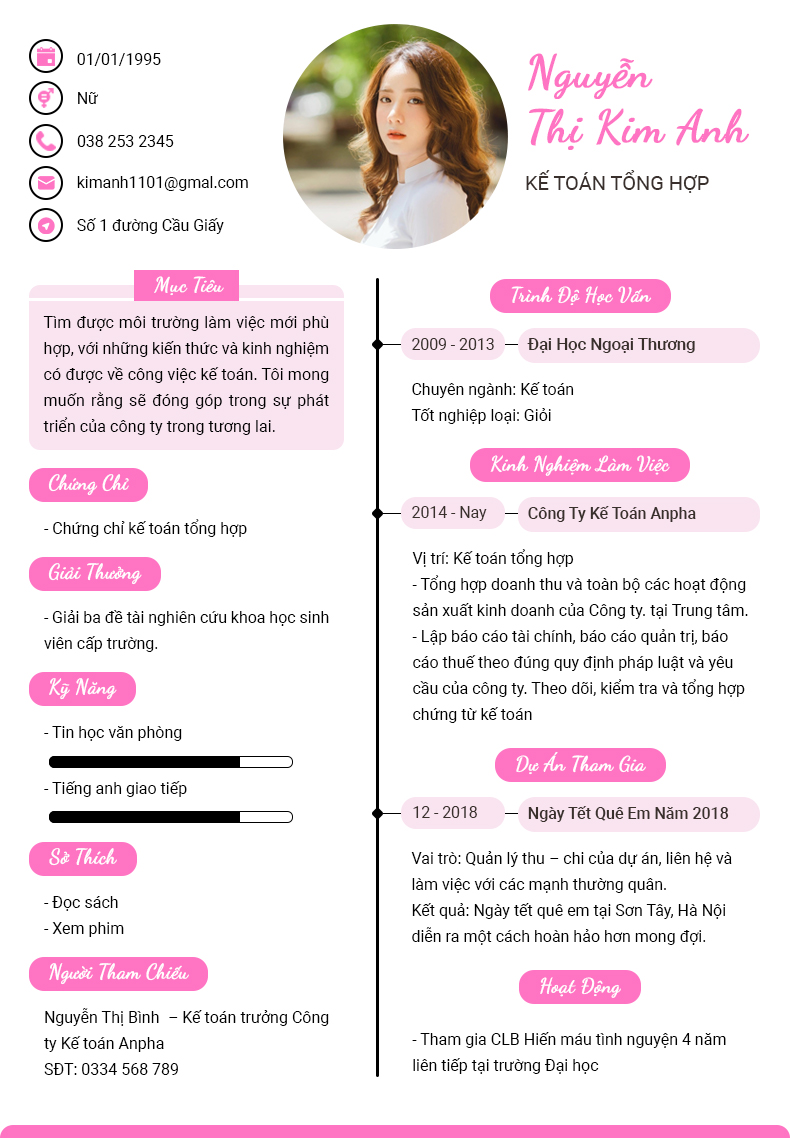 01/01/1995
Nữ
038 253 2345
kimanh1101@gmal.com
Số 1 đường Cầu Giấy
Nguyễn
Thị Kim Anh
KẾ TOÁN TỔNG HỢP
Mục Tiêu
Tìm được môi trường làm việc mới phù
hợp, với những kiến thức và kinh nghiệm
có được về công việc kế toán. Tôi mong
muốn rằng sẽ đóng góp trong sự phát
triển của công ty trong tương lai.
Chứng Chỉ
- Chứng chỉ kế toán tổng hợp
Giải Thưởng
- Giải ba đề tài nghiên cứu khoa học sinh
viên cấp trường.
Kỹ Năng
- Tin học văn phòng
- Tiếng anh giao tiếp
Sở Thích
- Đọc sách
- Xem phim
Người Tham Chiếu
Nguyễn Thị Bình – Kế toán trưởng Công
ty Kế toán Anpha
SĐT: 0334 568 789
Trình Độ Học Vấn
2009 - 2013 Đại Học Ngoại Thương
Chuyên ngành: Kế toán
Tốt nghiệp loại: Giỏi
Kinh Nghiệm Làm Việc
2014 - Nay Công Ty Kế Toán Anpha
Vị trí: Kế toán tổng hợp
- Tổng hợp doanh thu và toàn bộ các hoạt động
sản xuất kinh doanh của Công ty. tại Trung tâm.
- Lập báo cáo tài chính, báo cáo quản trị, báo
cáo thuế theo đúng quy định pháp luật và yêu
cầu của công ty. Theo dõi, kiểm tra và tổng hợp
chứng từ kế toán
Dự Án Tham Gia
12 - 2018 Ngày Tết Quê Em Năm 2018
Vai trò: Quản lý thu – chi của dự án, liên hệ và
làm việc với các mạnh thường quân.
Kết quả: Ngày tết quê em tại Sơn Tây, Hà Nội
diễn ra một cách hoàn hảo hơn mong đợi.
Hoạt Động
- Tham gia CLB Hiến máu tình nguyện 4 năm
liên tiếp tại trường Đại học